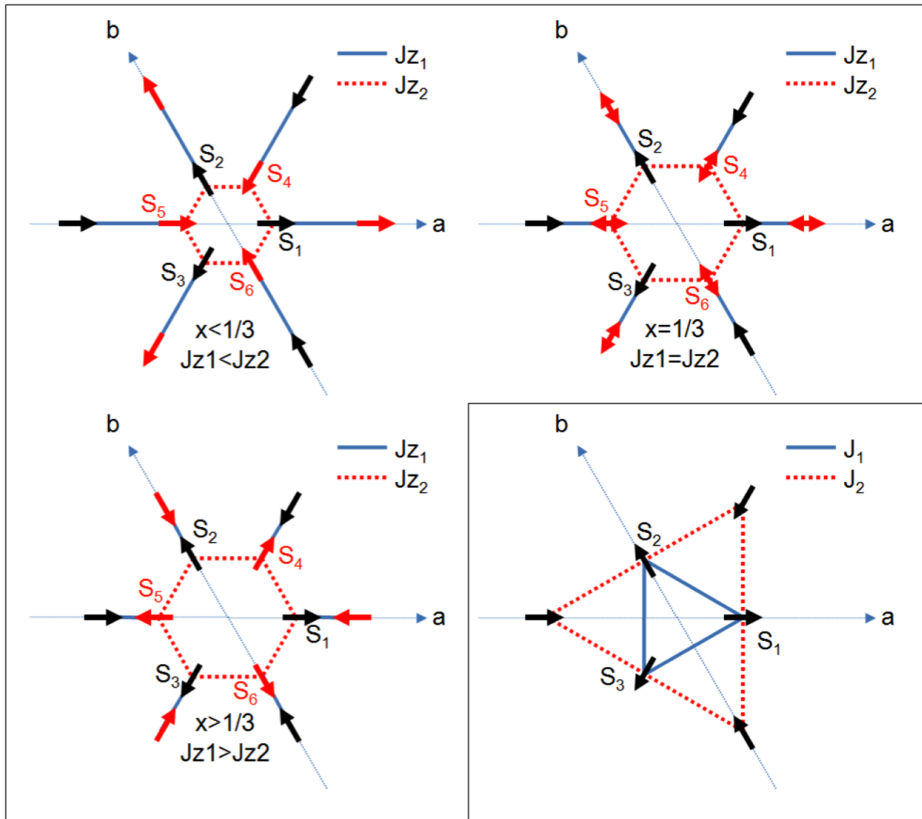 b
Jz₁
Jz₂
S₂
S₄
S₅
S₁
a
S₃
S₆
x<1/3
Jz1<Jz2
b
Jz₁
Jz₂
S₂
S₄
S₅
S₁
a
S₃
S₆
x=1/3
Jz1=Jz2
b
Jz₁
Jz₂
S₂
S₄
S₅
S₁
a
S₃
S₆
x>1/3
Jz1>Jz2
b
J₁
J₂
S₂
a
S₁
S₃